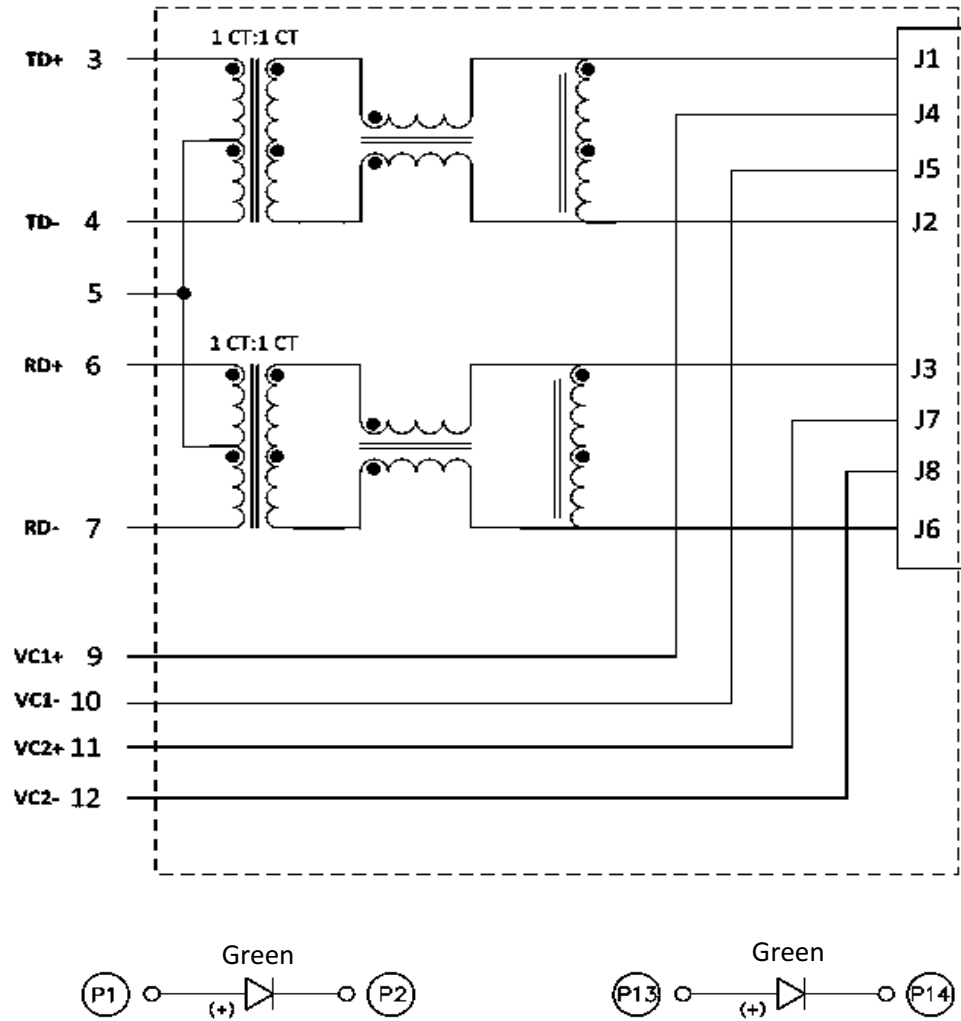 1 CT:1 CT
TD+ 3
J1
J4
J5
TD- 4
J2
5
1 CT:1 CT
RD+ 6
J3
J7
J8
RD- 7
J6
VC1+ 9
VC1- 10
VC2+ 11
VC2- 12
Green
Green
P1
(+)
P2
P13
(+)
P14